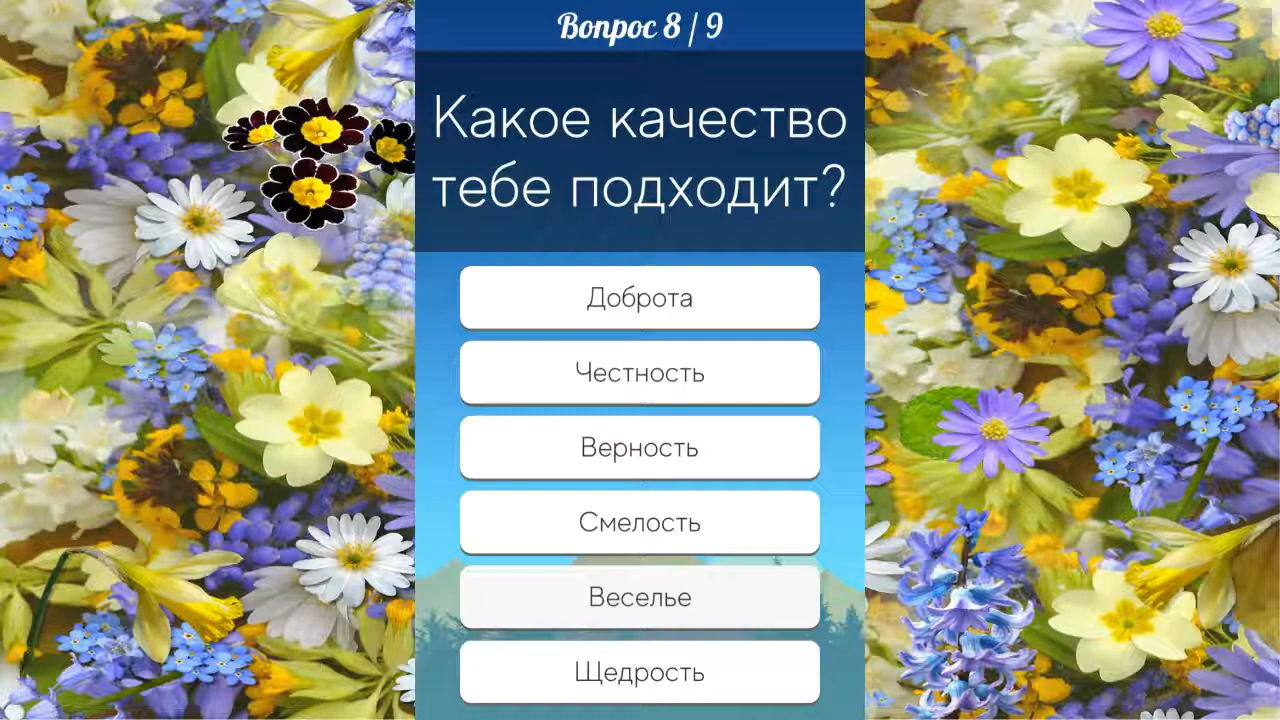 Вопрос 8 / 9
Какое качество
тебе подходит?
Доброта
Честность
Верность
Смелость
Веселье
Щедрость